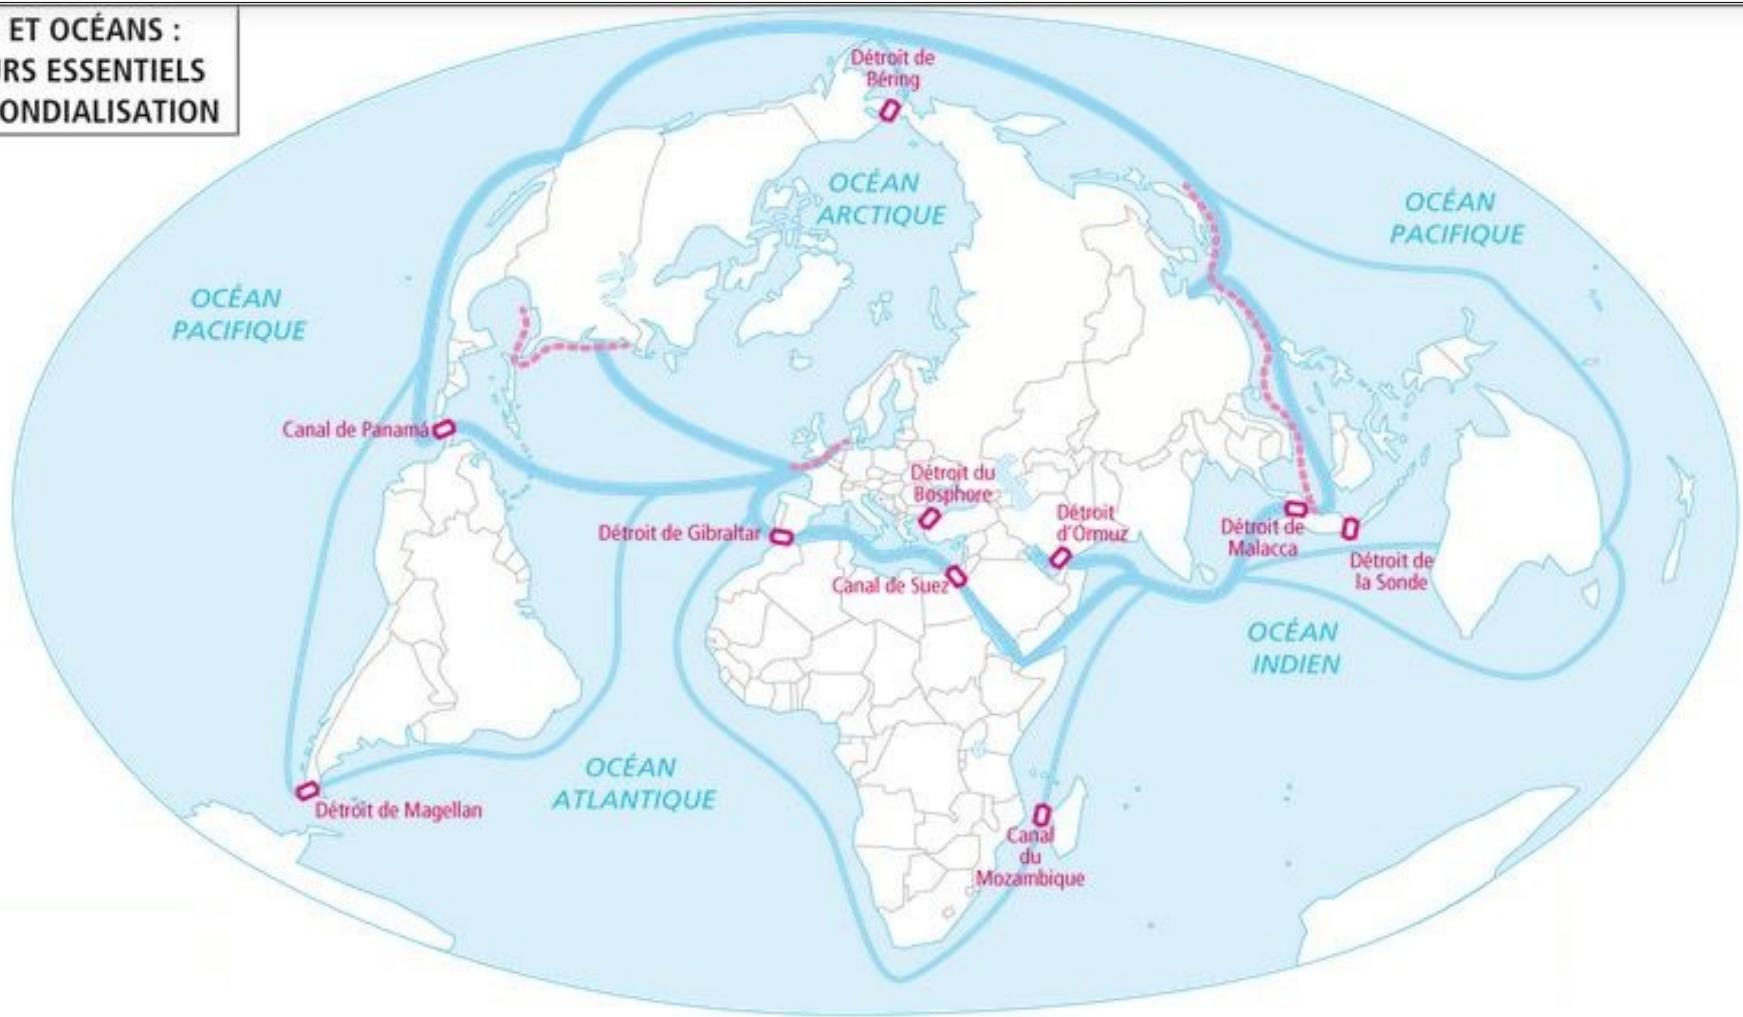 ET OCÉANS :
URS ESSENTIELS
ONDIALISATION
Détroit de
Béring
OCÉAN
ARCTIQUE
OCÉAN
PACIFIQUE
OCÉAN
PACIFIQUE
Canal de Panamá
Détroit du
Bosphore
Détroit
d'Ormuz
Détroit de Gibraltar
Détroit de
Malacca
Canal de Suez
Détroit de
la Sonde
OCÉAN
INDIEN
OCÉAN
ATLANTIQUE
Détroit de Magellan
Canal
du
Mozambique